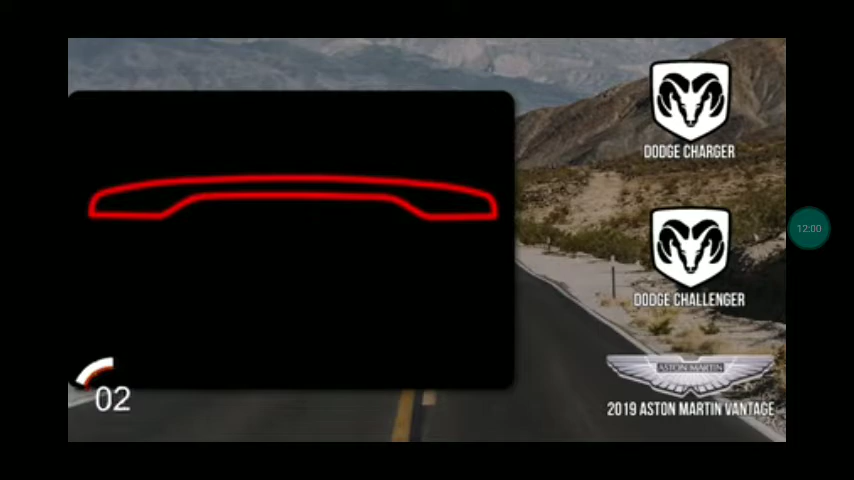 DODGE CHARGER
12:00
DODGE CHALLENGER
ASTON MARTIN
2019 ASTON MARTIN VANTAGE
02